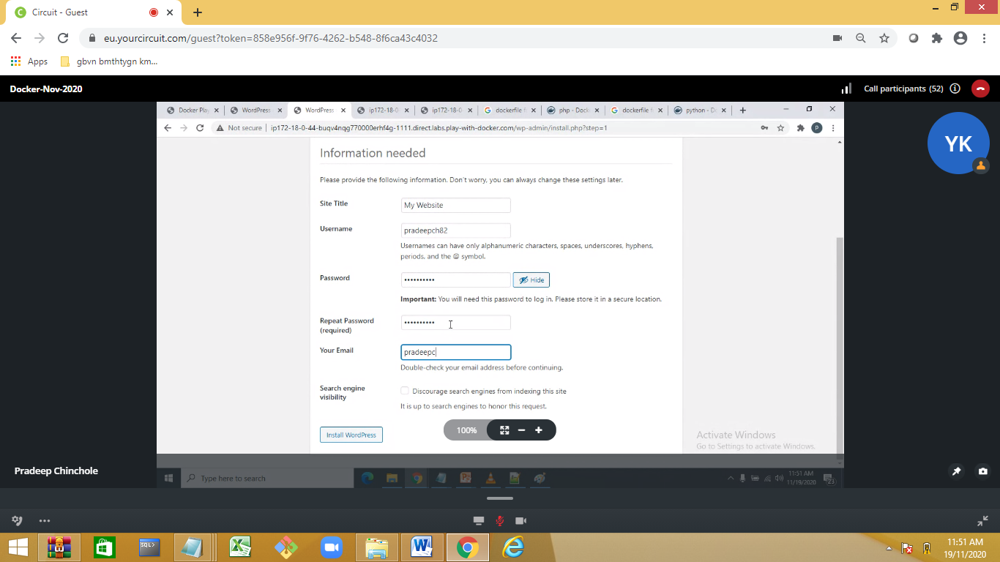 Circuit - Guest
eu.yourcircuit.com/guest?token=858e956f-9f76-4262-b548-8f6ca43c4032
Apps gbvn bmthtygn km...
Docker-Nov-2020
Call participants (52)
Docker Play WordPress WordPress ip172-18-0- ip172-18-0- dockerfile f php - Dock dockerfile f python - D
Not secure ip172-18-0-44-buqv4nqg770000erhf4g-1111.direct.labs.play-with-docker.com/wp-admin/install.php?step=1
P
YK
Information needed
Please provide the following information. Don't worry, you can always change these settings later.
Site Title My Website
Username pradeepch82
Usernames can have only alphanumeric characters, spaces, underscores, hyphens,
periods, and the @ symbol.
Password •••••••••• Hide
Important: You will need this password to log in. Please store it in a secure location.
Repeat Password ••••••••••
(required)
Your Email pradeepc
Double-check your email address before continuing.
Search engine
visibility
Discourage search engines from indexing this site
It is up to search engines to honor this request.
100%
Install WordPress
Activate Windows
Go to Settings to activate Windows.
Pradeep Chinchole
Type here to search
11:51 AM
11/19/2020
23
SQL>
11:51 AM
19/11/2020